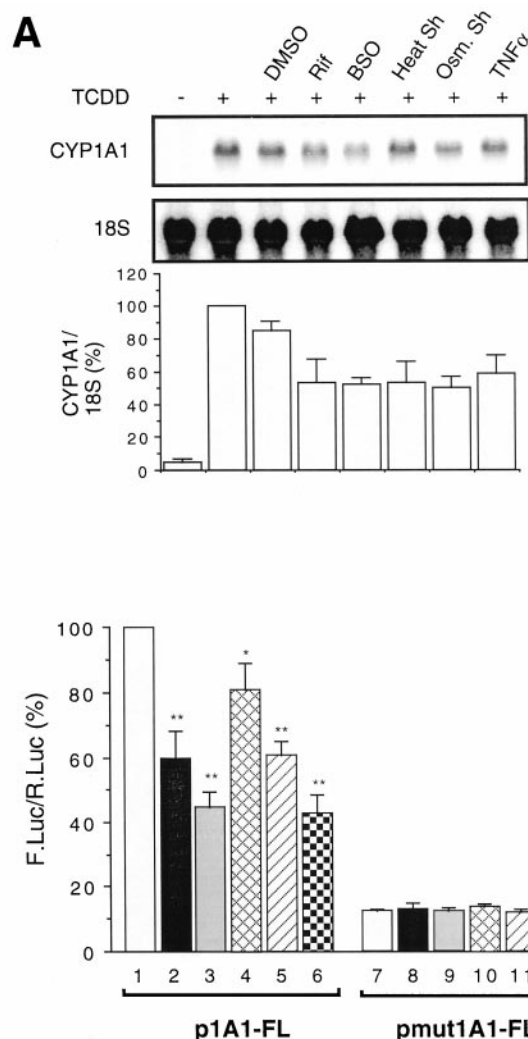 A
DMSO Rif BSO Heat Sh Osm. Sh TNFα
TCDD - + + + + + + +
CYP1A1
18S
CYP1A1/
18S (%)
120
100
80
60
40
20
0
F.Luc/R.Luc (%)
100
80
60
40
20
0
** ** * ** **
1 2 3 4 5 6 7 8 9 10 11
p1A1-FL pmut1A1-FL